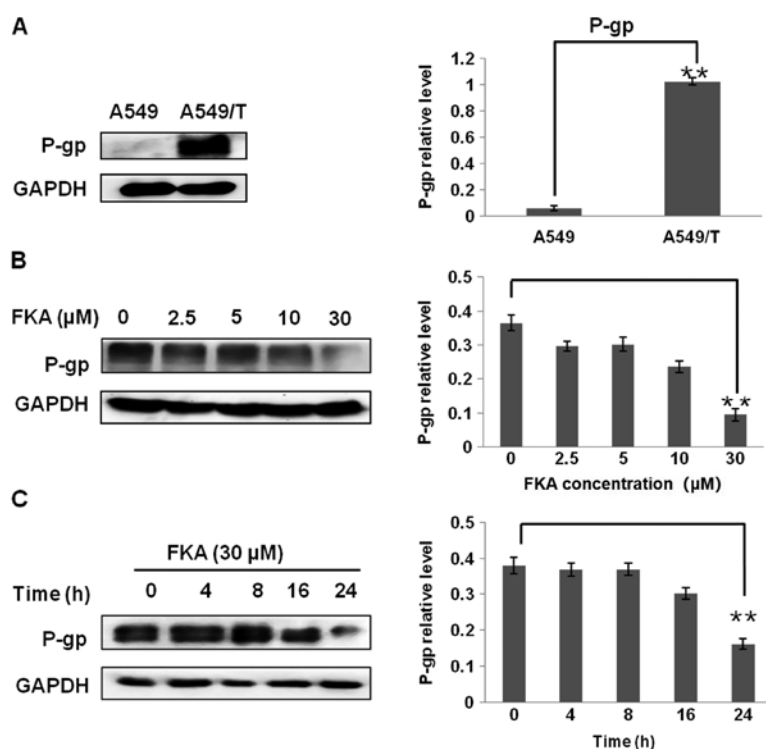 A
A549 A549/T
P-gp
GAPDH
P-gp
P-gp relative level
1.2
1
0.8
0.6
0.4
0.2
0
**
A549 A549/T
B
FKA (µM) 0 2.5 5 10 30
P-gp
GAPDH
P-gp relative level
0.5
0.4
0.3
0.2
0.1
0
**
0 2.5 5 10 30
FKA concentration (µM)
C
FKA (30 µM)
Time (h) 0 4 8 16 24
P-gp
GAPDH
P-gp relative level
0.5
0.4
0.3
0.2
0.1
0
**
0 4 8 16 24
Time (h)